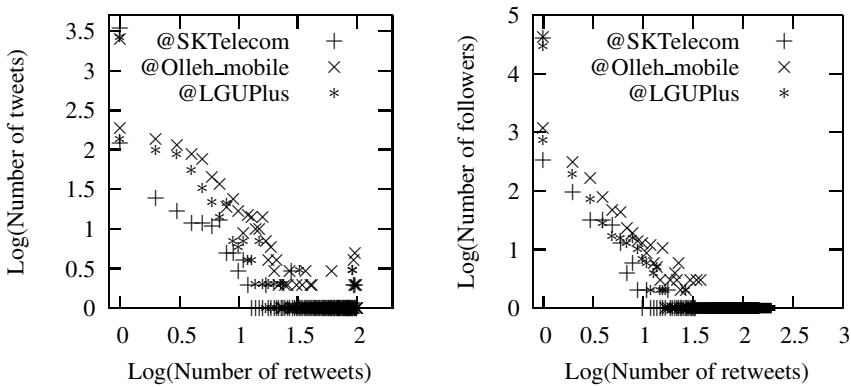 Log(Number of tweets)
3.5
3
2.5
2
1.5
1
0.5
0
0 0.5 1 1.5 2
Log(Number of retweets)
@SKTelecom
@Olleh_mobile
@LGUPlus
Log(Number of followers)
5
4
3
2
1
0
0 0.5 1 1.5 2 2.5 3
Log(Number of retweets)
@SKTelecom
@Olleh_mobile
@LGUPlus